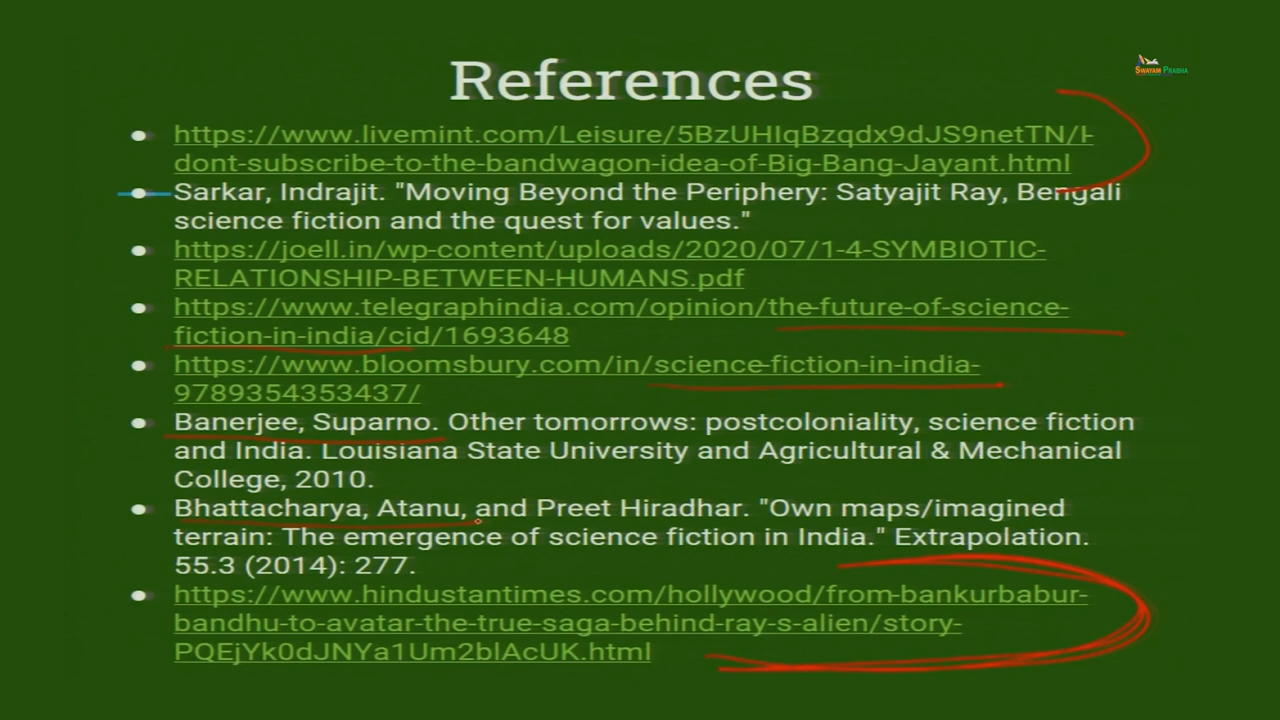 References
SWAYAM PRABHA
https://www.livemint.com/Leisure/5BzUHIqBzqdx9dJS9netTN/I-
dont-subscribe-to-the-bandwagon-idea-of-Big-Bang-Jayant.html
Sarkar, Indrajit. "Moving Beyond the Periphery: Satyajit Ray, Bengali
science fiction and the quest for values."
https://joell.in/wp-content/uploads/2020/07/1-4-SYMBIOTIC-
RELATIONSHIP-BETWEEN-HUMANS.pdf
https://www.telegraphindia.com/opinion/the-future-of-science-
fiction-in-india/cid/1693648
https://www.bloomsbury.com/in/science-fiction-in-india-
9789354353437/
Banerjee, Suparno. Other tomorrows: postcoloniality, science fiction
and India. Louisiana State University and Agricultural & Mechanical
College, 2010.
Bhattacharya, Atanu, and Preet Hiradhar. "Own maps/imagined
terrain: The emergence of science fiction in India." Extrapolation.
55.3 (2014): 277.
https://www.hindustantimes.com/hollywood/from-bankurbabur-
bandhu-to-avatar-the-true-saga-behind-ray-s-alien/story-
PQEjYk0dJNYa1Um2blAcUK.html